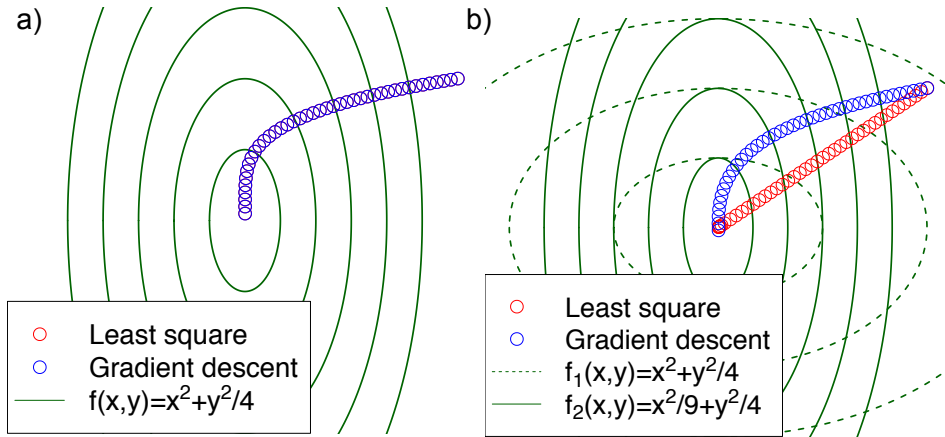 a)
Least square
Gradient descent
f(x,y)=x²+y²/4
b)
Least square
Gradient descent
f₁(x,y)=x²+y²/4
f₂(x,y)=x²/9+y²/4